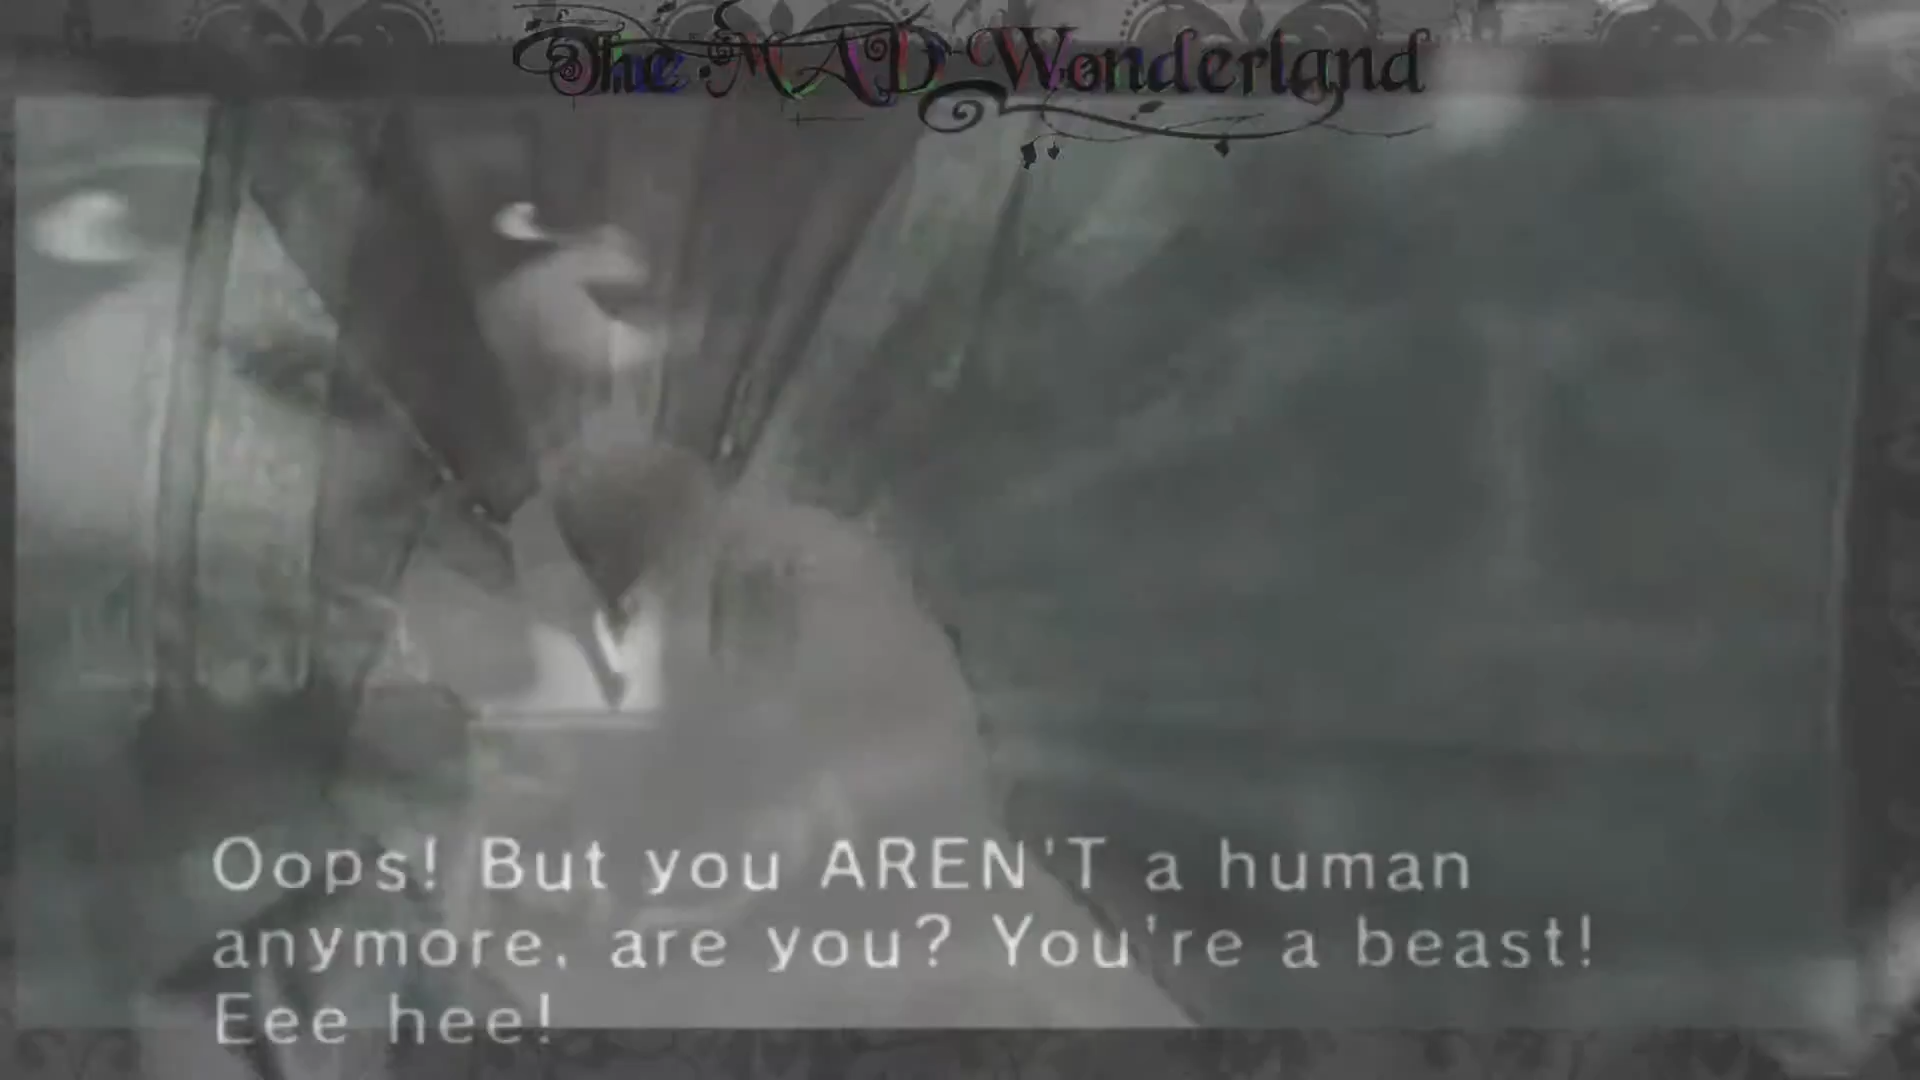 The MAD Wonderland
Oops! But you AREN'T a human
anymore, are you? You're a beast!
Eee hee!